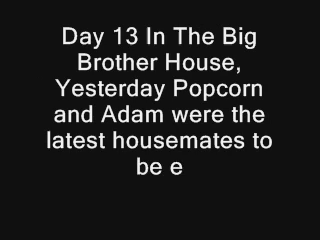 Day 13 In The Big
Brother House,
Yesterday Popcorn
and Adam were the
latest housemates to
be e